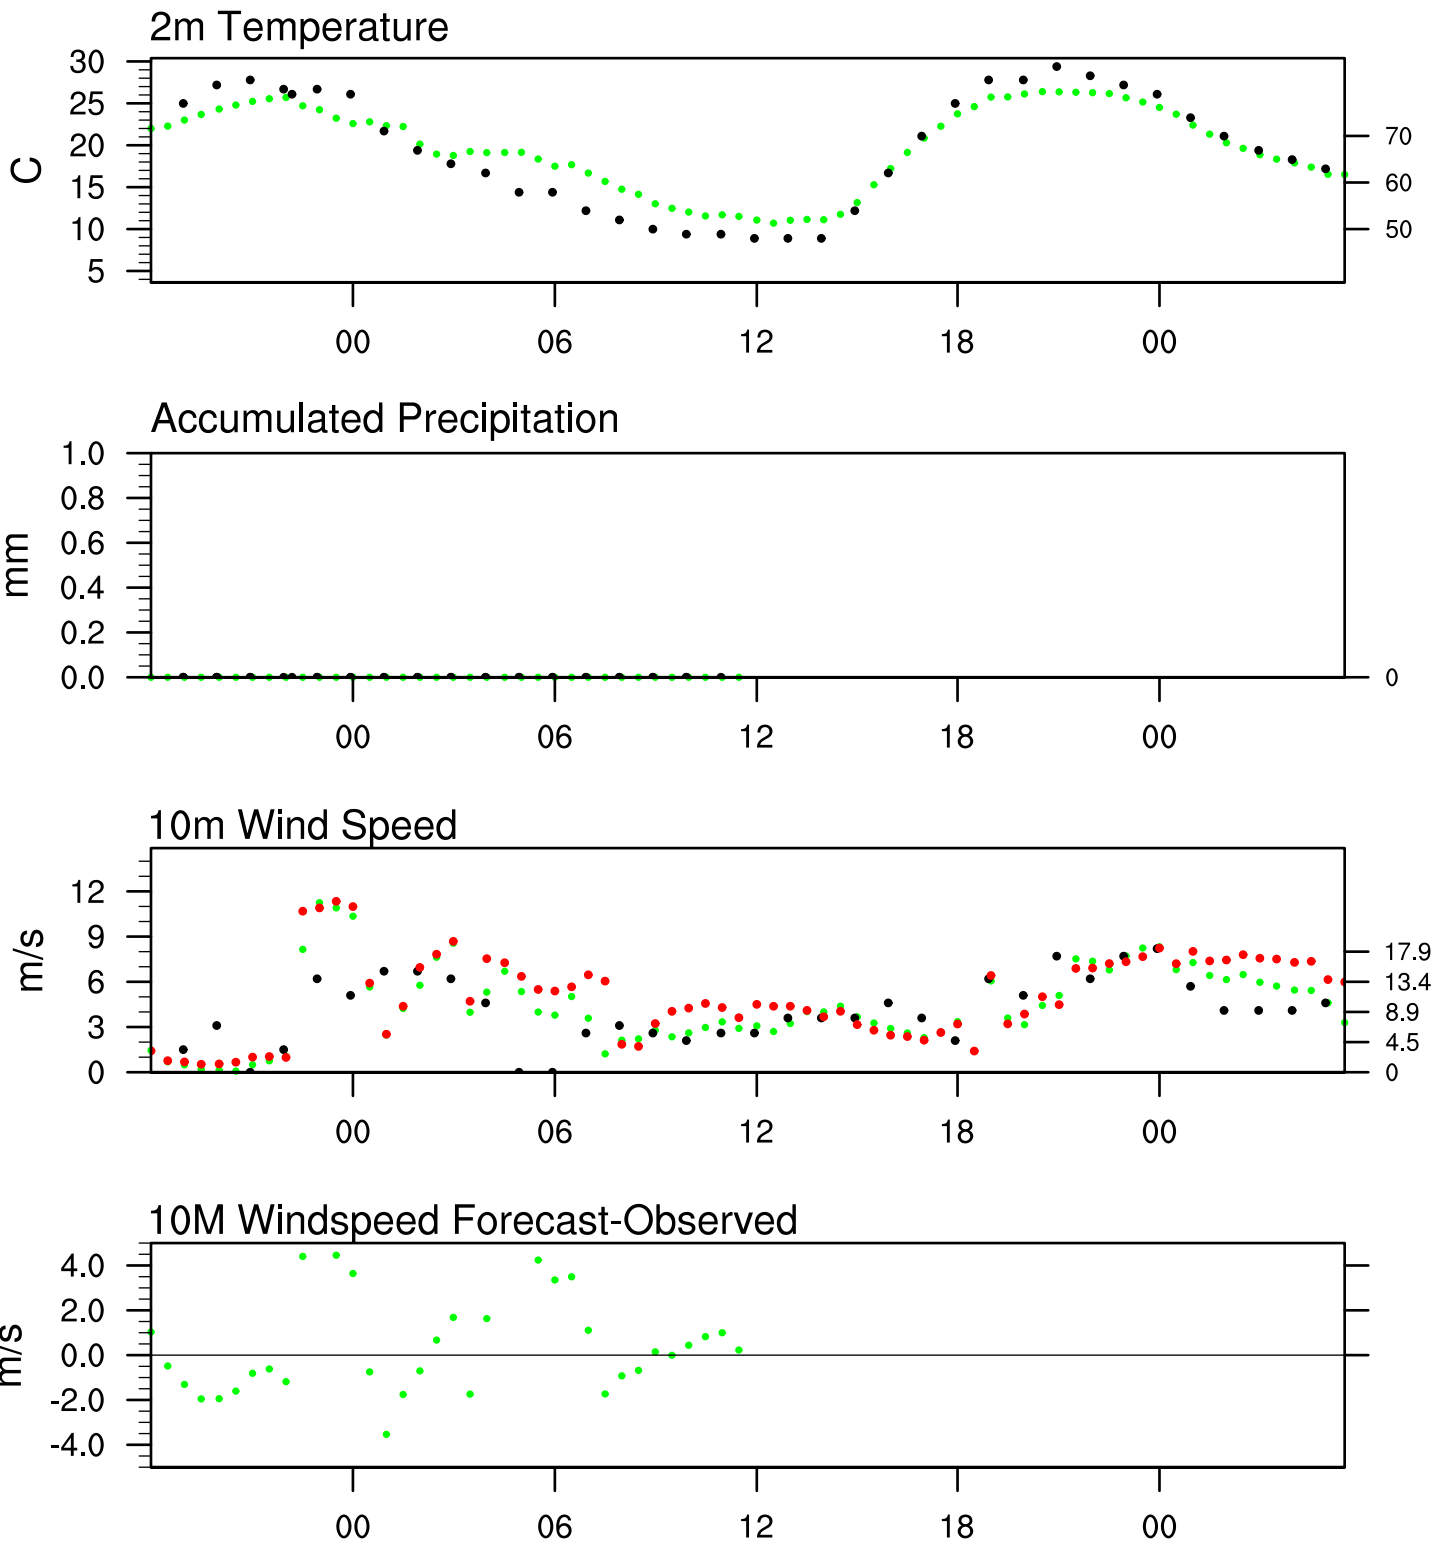 2m Temperature
30
25
20
15
10
5
C
70
60
50
00 06 12 18 00
Accumulated Precipitation
1.0
0.8
0.6
0.4
0.2
0.0
mm
0
00 06 12 18 00
10m Wind Speed
12
9
6
3
0
m/s
17.9
13.4
8.9
4.5
0
00 06 12 18 00
10M Windspeed Forecast-Observed
4.0
2.0
0.0
-2.0
-4.0
m/s
00 06 12 18 00